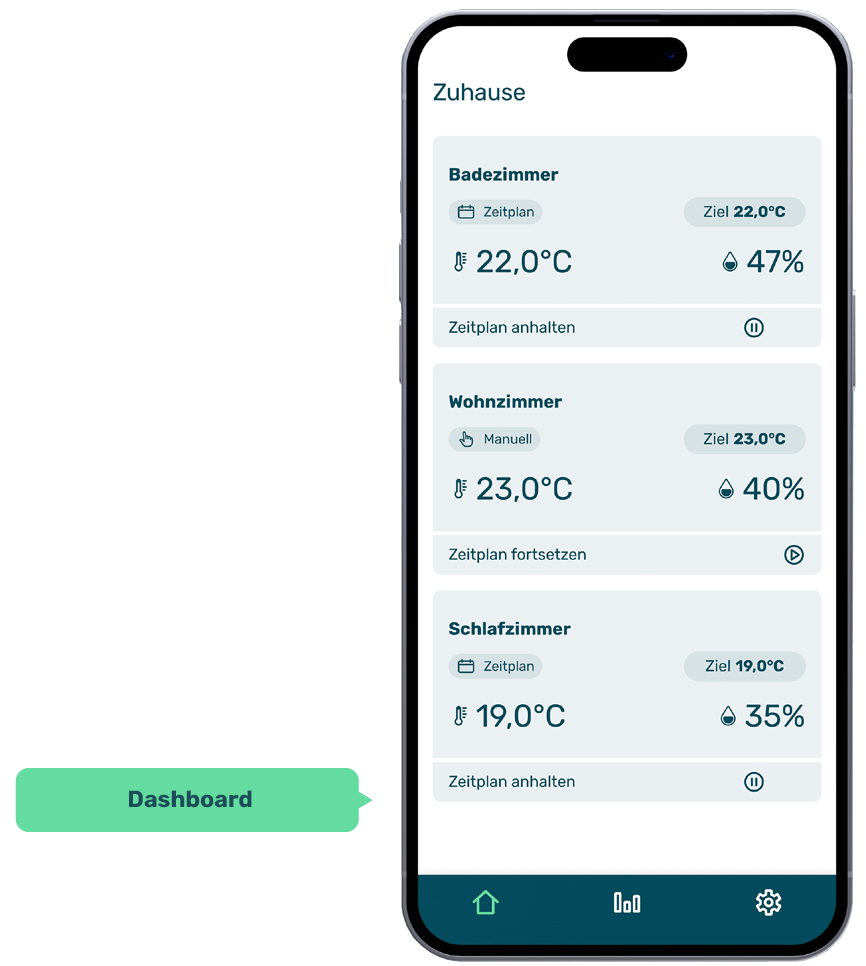 Zuhause
Badezimmer
Zeitplan
Ziel 22,0°C
22,0°C
47%
Zeitplan anhalten
Wohnzimmer
Manuell
Ziel 23,0°C
23,0°C
40%
Zeitplan fortsetzen
Schlafzimmer
Zeitplan
Ziel 19,0°C
19,0°C
35%
Zeitplan anhalten
Dashboard